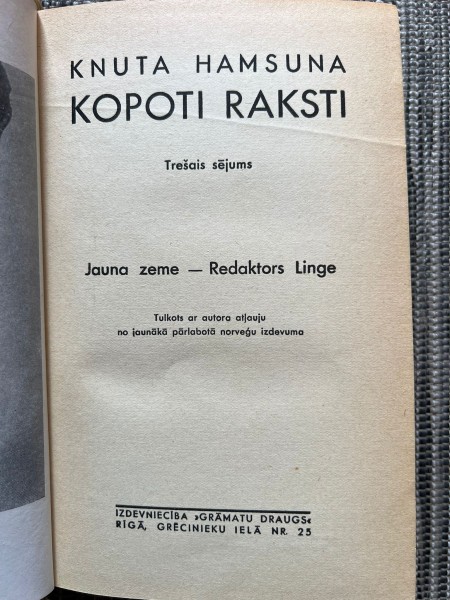 KNUTA HAMSUNA
KOPOTI RAKSTI
Trešais sējums
Jauna zeme — Redaktors Linge
Tulkots ar autora atļauju
no jaunākā pārlabotā norveģu izdevuma
IZDEVNIECĪBA »GRĀMATU DRAUGS«
RĪGĀ, GRĒCINIEKU IELĀ NR. 25